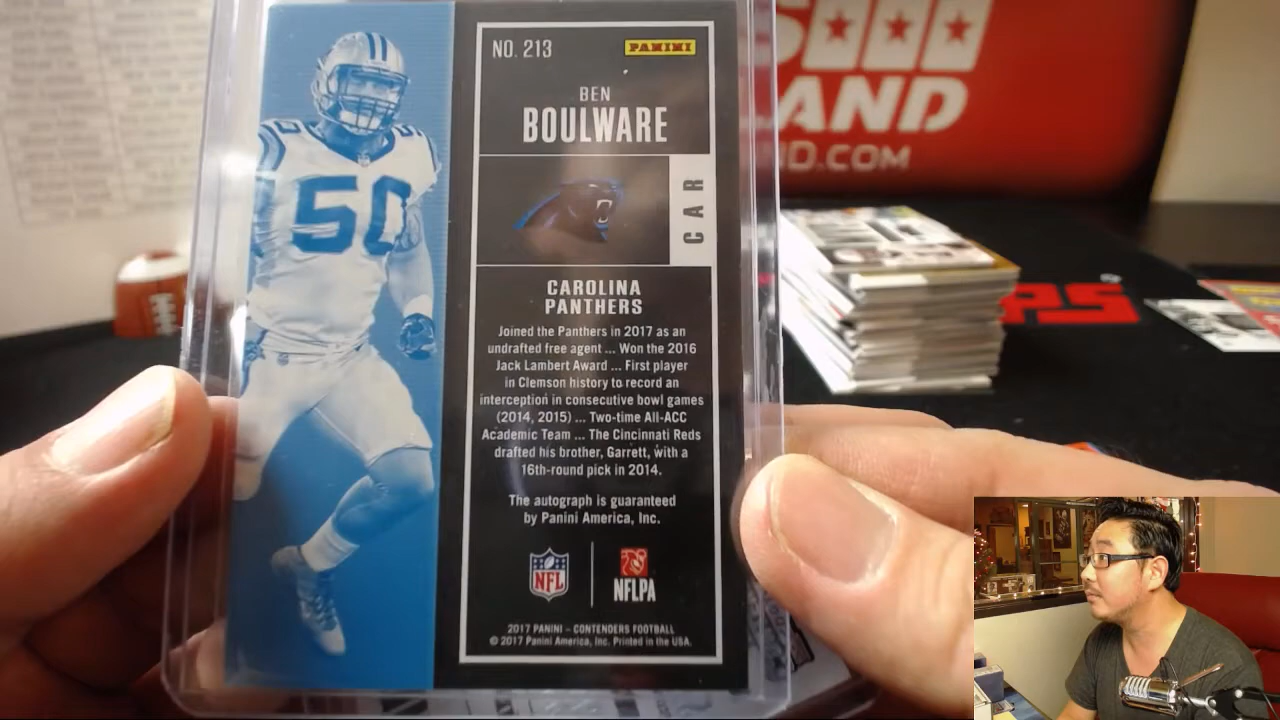 NO. 213
PANINI
BEN
BOULWARE
CAR
CAROLINA
PANTHERS
Joined the Panthers in 2017 as an
undrafted free agent ... Won the 2016
Jack Lambert Award ... First player
in Clemson history to record an
interception in consecutive bowl games
(2014, 2015) ... Two-time All-ACC
Academic Team ... The Cincinnati Reds
drafted his brother, Garrett, with a
16th-round pick in 2014.
The autograph is guaranteed
by Panini America, Inc.
NFL
NFLPA
2017 PANINI – CONTENDERS FOOTBALL
© 2017 Panini America, Inc. Printed in the USA.
50
50
AND
D.COM